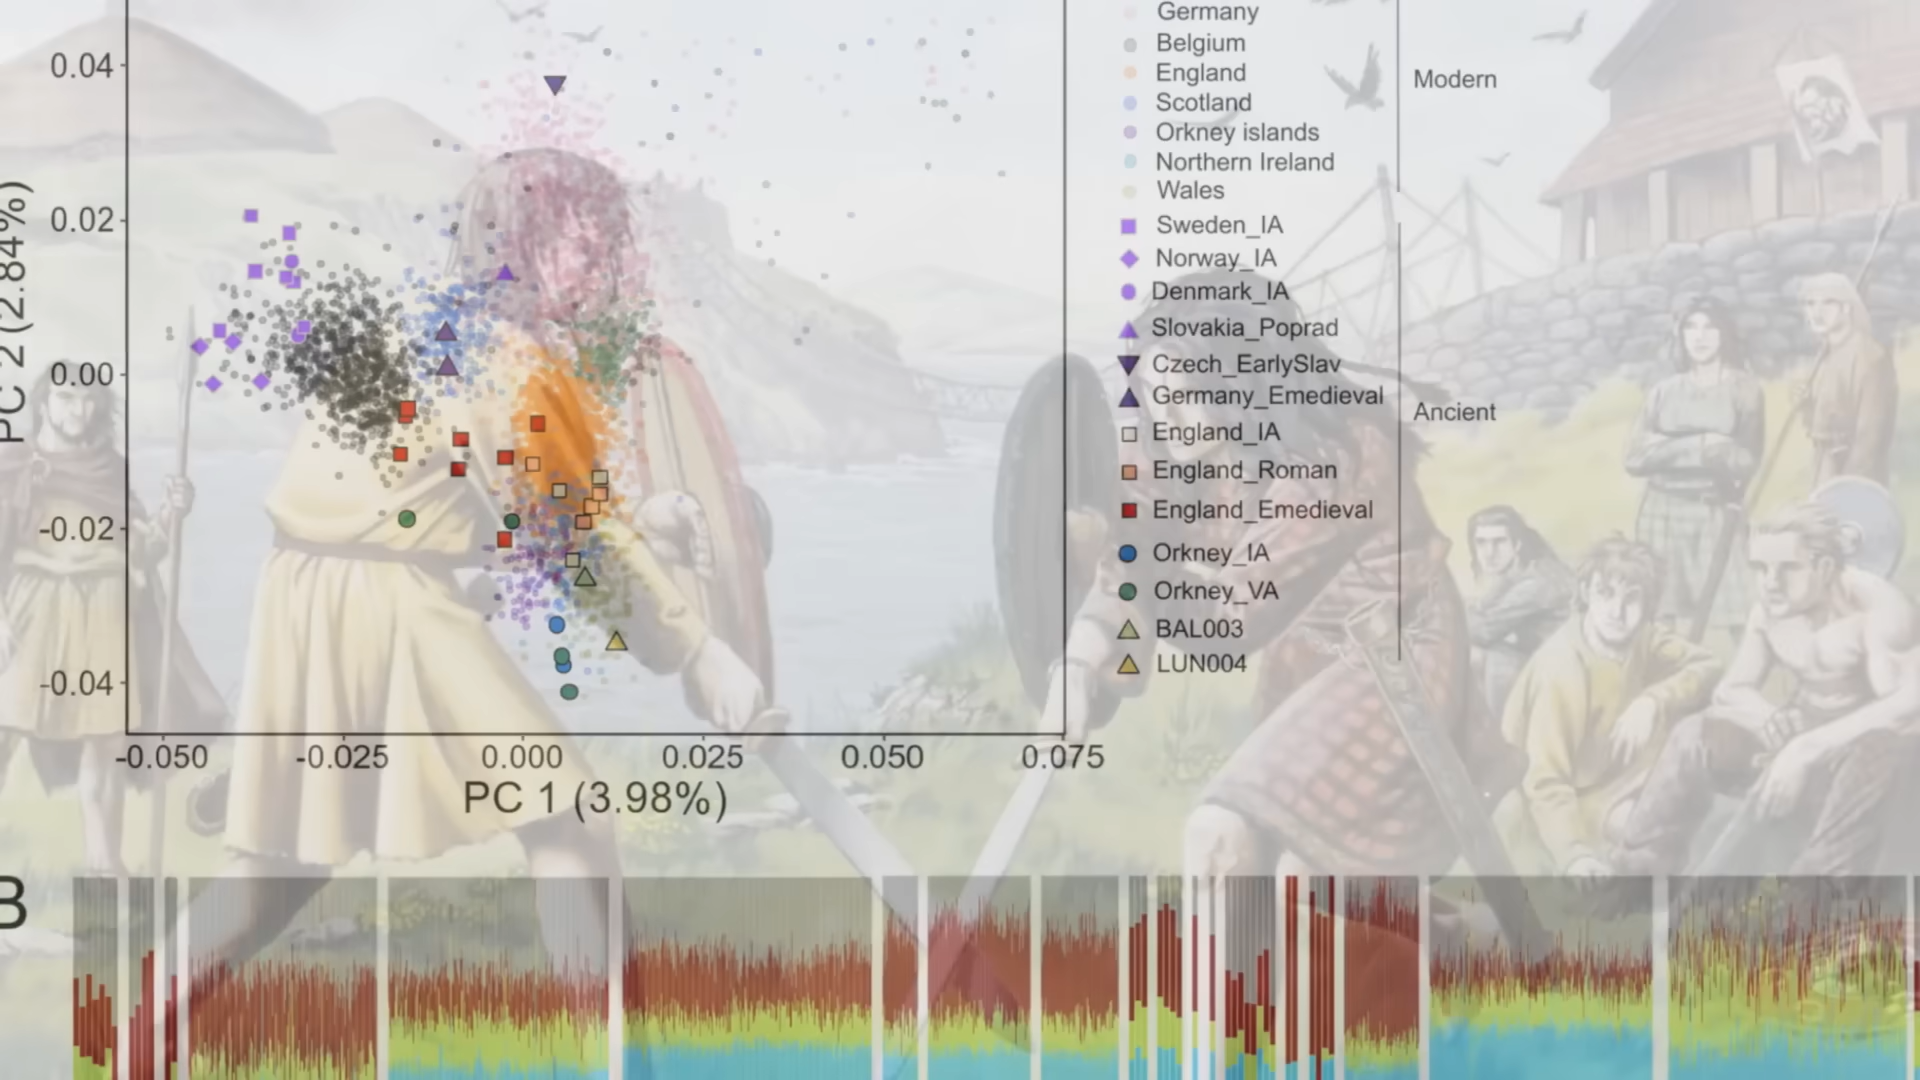 Germany
Belgium
England
Scotland
Orkney islands
Northern Ireland
Wales
Modern
Sweden_IA
Norway_IA
Denmark_IA
Slovakia_Poprad
Czech_EarlySlav
Germany_Emedieval
England_IA
England_Roman
England_Emedieval
Orkney_IA
Orkney_VA
BAL003
LUN004
Ancient
0.04
0.02
0.00
-0.02
-0.04
PC 2 (2.84%)
-0.050 -0.025 0.000 0.025 0.050 0.075
PC 1 (3.98%)
B